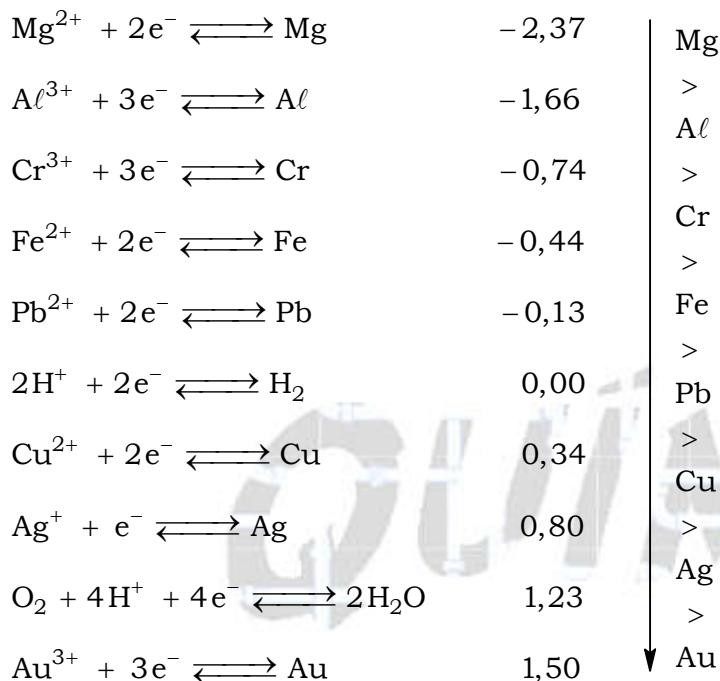 Mg²⁺ + 2e⁻ ⇌ Mg −2,37
Aℓ³⁺ + 3e⁻ ⇌ Aℓ −1,66
Cr³⁺ + 3e⁻ ⇌ Cr −0,74
Fe²⁺ + 2e⁻ ⇌ Fe −0,44
Pb²⁺ + 2e⁻ ⇌ Pb −0,13
2H⁺ + 2e⁻ ⇌ H₂ 0,00
Cu²⁺ + 2e⁻ ⇌ Cu 0,34
Ag⁺ + e⁻ ⇌ Ag 0,80
O₂ + 4H⁺ + 4e⁻ ⇌ 2H₂O 1,23
Au³⁺ + 3e⁻ ⇌ Au 1,50
Mg
>
Aℓ
>
Cr
>
Fe
>
Pb
>
Cu
>
Ag
>
Au